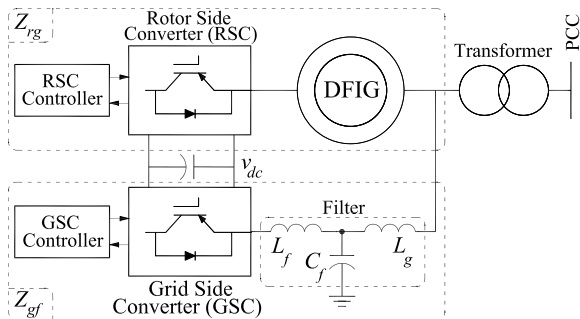 Z_rg
Rotor Side
Converter (RSC)
RSC
Controller
DFIG
Transformer
PCC
v_dc
GSC
Controller
Filter
L_f
C_f
L_g
Z_gf
Grid Side
Converter (GSC)